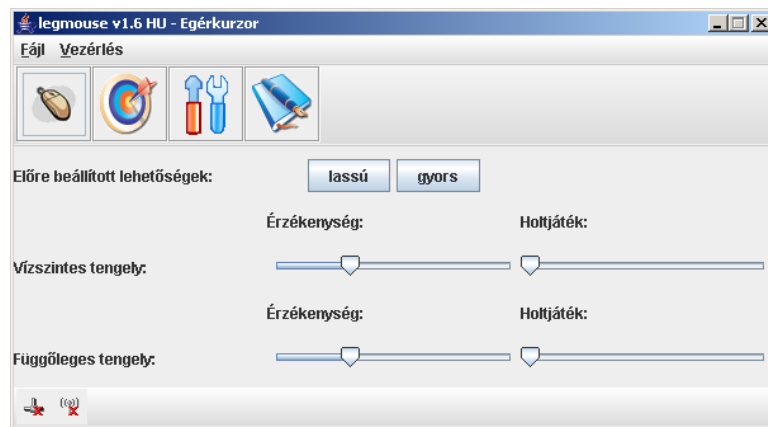 legmouse v1.6 HU - Egérkurzor
Fájl Vezérlés
Előre beállított lehetőségek: lassú gyors
Érzékenység: Holtjáték:
Vízszintes tengely:
Érzékenység: Holtjáték:
Függőleges tengely: